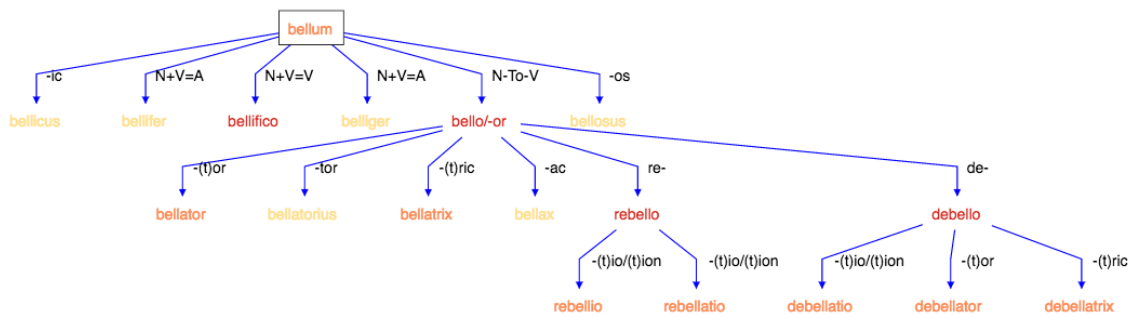 bellum
-ic N+V=A N+V=V N+V=A N-To-V -os
bellicus bellifer bellifico belliger bello/-or bellosus
-(t)or -tor -(t)ric -ac re- de-
bellator bellatorius bellatrix bellax rebello debello
-(t)io/(t)ion -(t)io/(t)ion -(t)io/(t)ion -(t)or -(t)ric
rebellio rebellatio debellatio debellator debellatrix